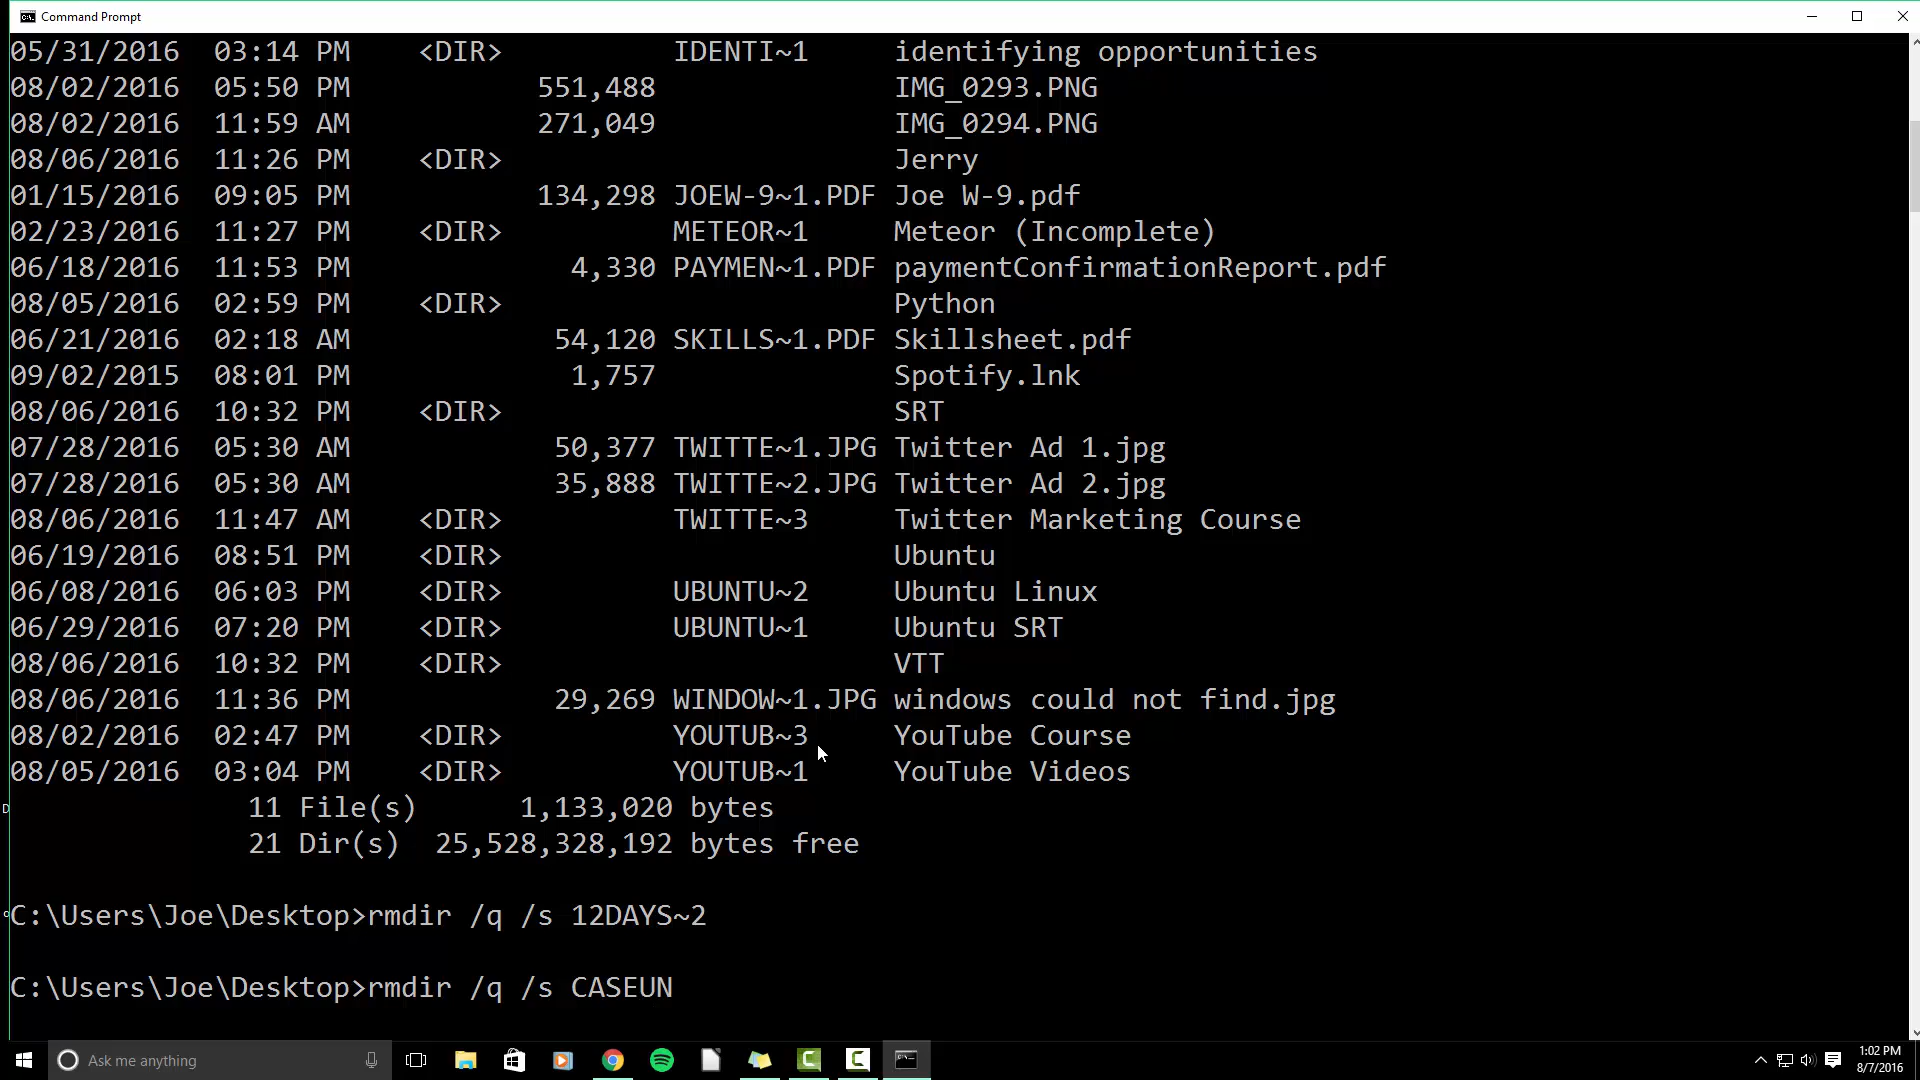 Command Prompt
05/31/2016  03:14 PM    <DIR>          IDENTI~1     identifying opportunities
08/02/2016  05:50 PM           551,488              IMG_0293.PNG
08/02/2016  11:59 AM           271,049              IMG_0294.PNG
08/06/2016  11:26 PM    <DIR>                       Jerry
01/15/2016  09:05 PM           134,298 JOEW-9~1.PDF Joe W-9.pdf
02/23/2016  11:27 PM    <DIR>          METEOR~1     Meteor (Incomplete)
06/18/2016  11:53 PM             4,330 PAYMEN~1.PDF paymentConfirmationReport.pdf
08/05/2016  02:59 PM    <DIR>                       Python
06/21/2016  02:18 AM            54,120 SKILLS~1.PDF Skillsheet.pdf
09/02/2015  08:01 PM             1,757              Spotify.lnk
08/06/2016  10:32 PM    <DIR>                       SRT
07/28/2016  05:30 AM            50,377 TWITTE~1.JPG Twitter Ad 1.jpg
07/28/2016  05:30 AM            35,888 TWITTE~2.JPG Twitter Ad 2.jpg
08/06/2016  11:47 AM    <DIR>          TWITTE~3     Twitter Marketing Course
06/19/2016  08:51 PM    <DIR>                       Ubuntu
06/08/2016  06:03 PM    <DIR>          UBUNTU~2     Ubuntu Linux
06/29/2016  07:20 PM    <DIR>          UBUNTU~1     Ubuntu SRT
08/06/2016  10:32 PM    <DIR>                       VTT
08/06/2016  11:36 PM            29,269 WINDOW~1.JPG windows could not find.jpg
08/02/2016  02:47 PM    <DIR>          YOUTUB~3     YouTube Course
08/05/2016  03:04 PM    <DIR>          YOUTUB~1     YouTube Videos
11 File(s)      1,133,020 bytes
21 Dir(s)  25,528,328,192 bytes free
C:\Users\Joe\Desktop>rmdir /q /s 12DAYS~2
C:\Users\Joe\Desktop>rmdir /q /s CASEUN
Ask me anything
1:02 PM
8/7/2016